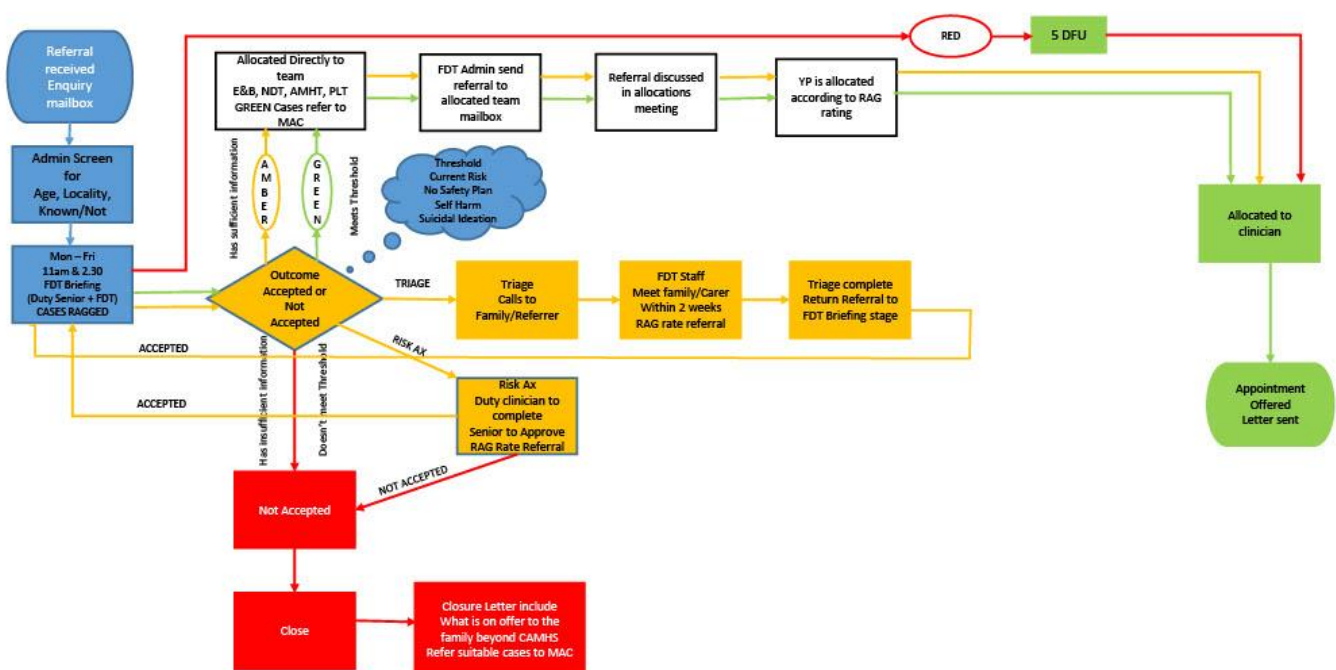 Referral
received
Enquiry
mailbox
Admin Screen
for
Age, Locality,
Known/Not
Mon – Fri
11am & 2.30
FDT Briefing
(Duty Senior + FDT)
CASES RAGGED
RED
5 DFU
Allocated Directly to
team
E&B, NDT, AMHT, PLT
GREEN Cases refer to
MAC
FDT Admin send
referral to
allocated team
mailbox
Referral discussed
in allocations
meeting
YP is allocated
according to RAG
rating
Has sufficient information
AMBER
GREEN
Meets Threshold
Threshold
Current Risk
No Safety Plan
Self Harm
Suicidal Ideation
Outcome
Accepted or
Not
Accepted
TRIAGE
Triage
Calls to
Family/Referrer
FDT Staff
Meet family/Carer
Within 2 weeks
RAG rate referral
Triage complete
Return Referral to
FDT Briefing stage
Allocated to
clinician
Appointment
Offered
Letter sent
ACCEPTED
ACCEPTED
RISK AX
Has insufficient information
Doesn't meet Threshold
Risk Ax
Duty clinician to
complete
Senior to Approve
RAG Rate Referral
NOT ACCEPTED
Not Accepted
Close
Closure Letter include
What is on offer to the
family beyond CAMHS
Refer suitable cases to MAC